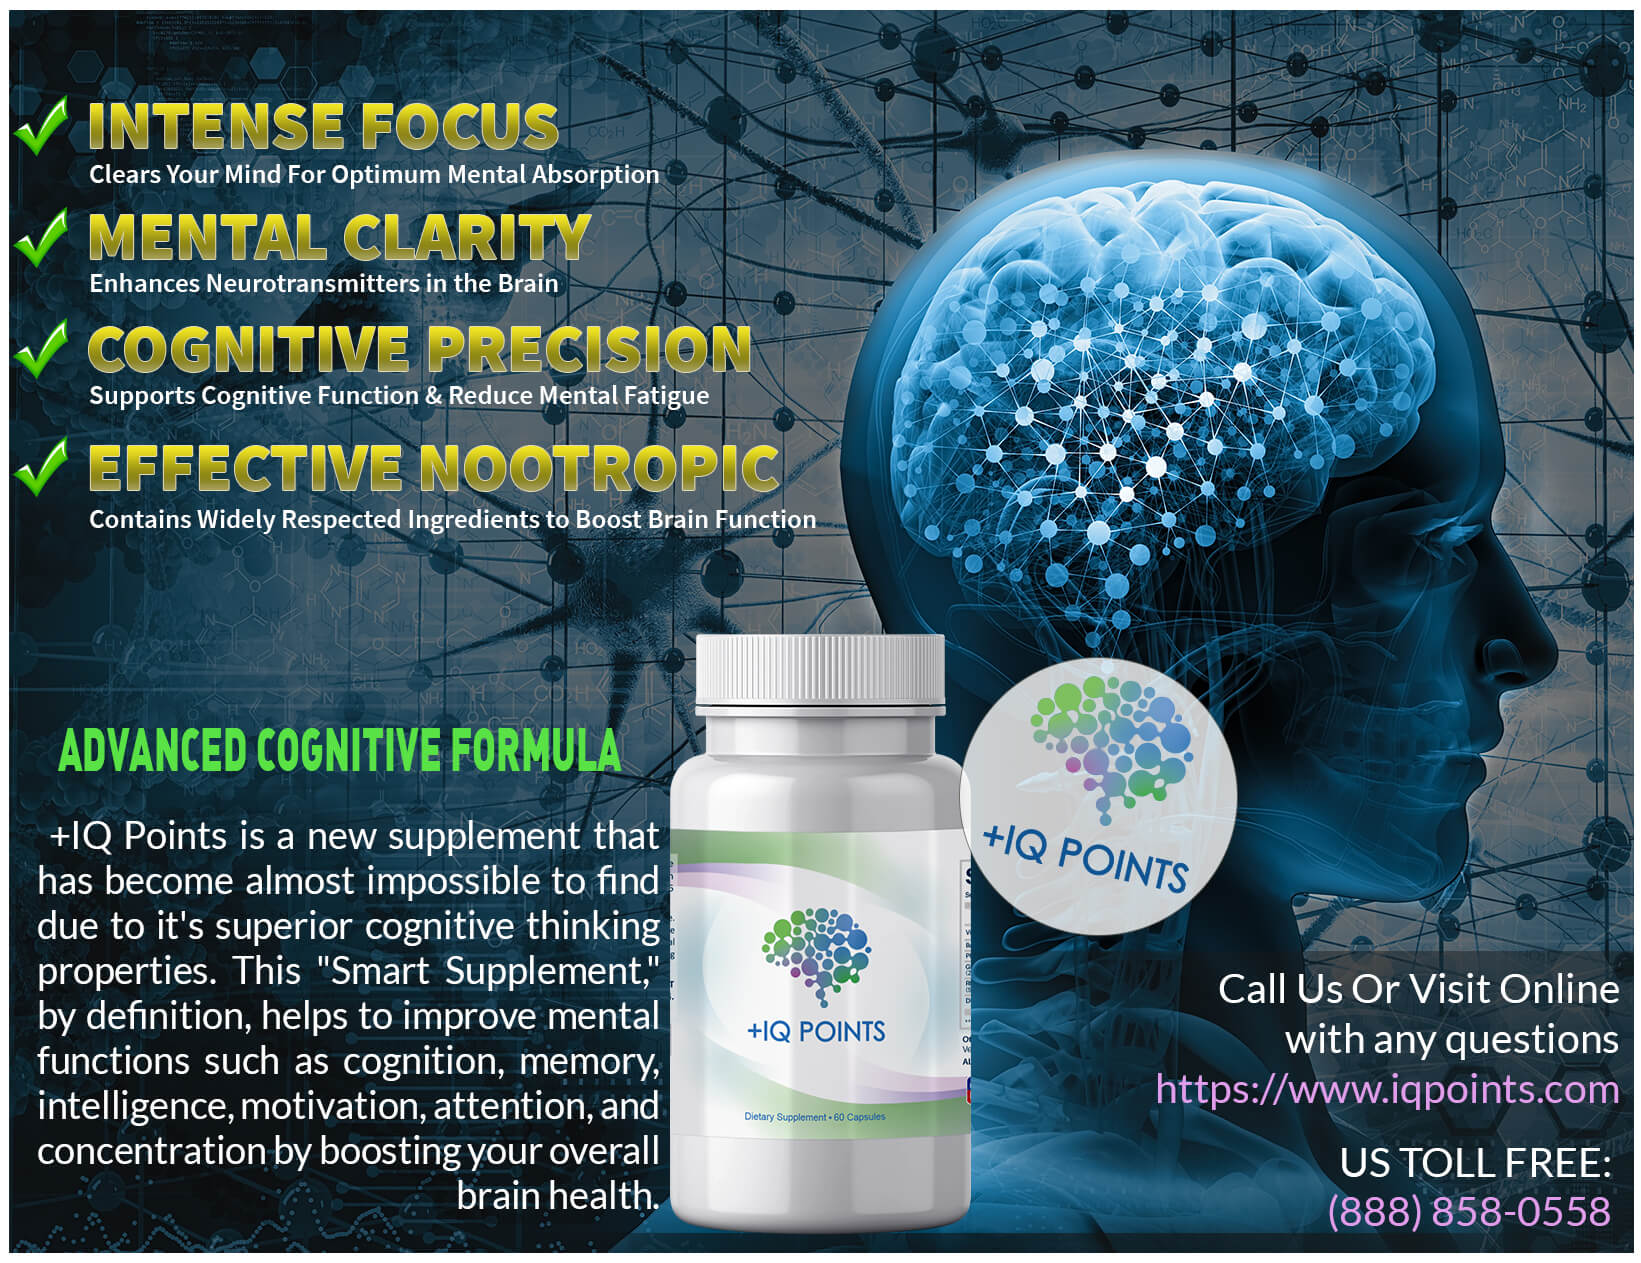 INTENSE FOCUS
Clears Your Mind For Optimum Mental Absorption
MENTAL CLARITY
Enhances Neurotransmitters in the Brain
COGNITIVE PRECISION
Supports Cognitive Function & Reduce Mental Fatigue
EFFECTIVE NOOTROPIC
Contains Widely Respected Ingredients to Boost Brain Function
ADVANCED COGNITIVE FORMULA
+IQ Points is a new supplement that
has become almost impossible to find
due to it's superior cognitive thinking
properties. This "Smart Supplement,"
by definition, helps to improve mental
functions such as cognition, memory,
intelligence, motivation, attention, and
concentration by boosting your overall
brain health.
+IQ POINTS
Dietary Supplement • 60 Capsules
+IQ POINTS
Call Us Or Visit Online
with any questions
https://www.iqpoints.com
US TOLL FREE:
(888) 858-0558